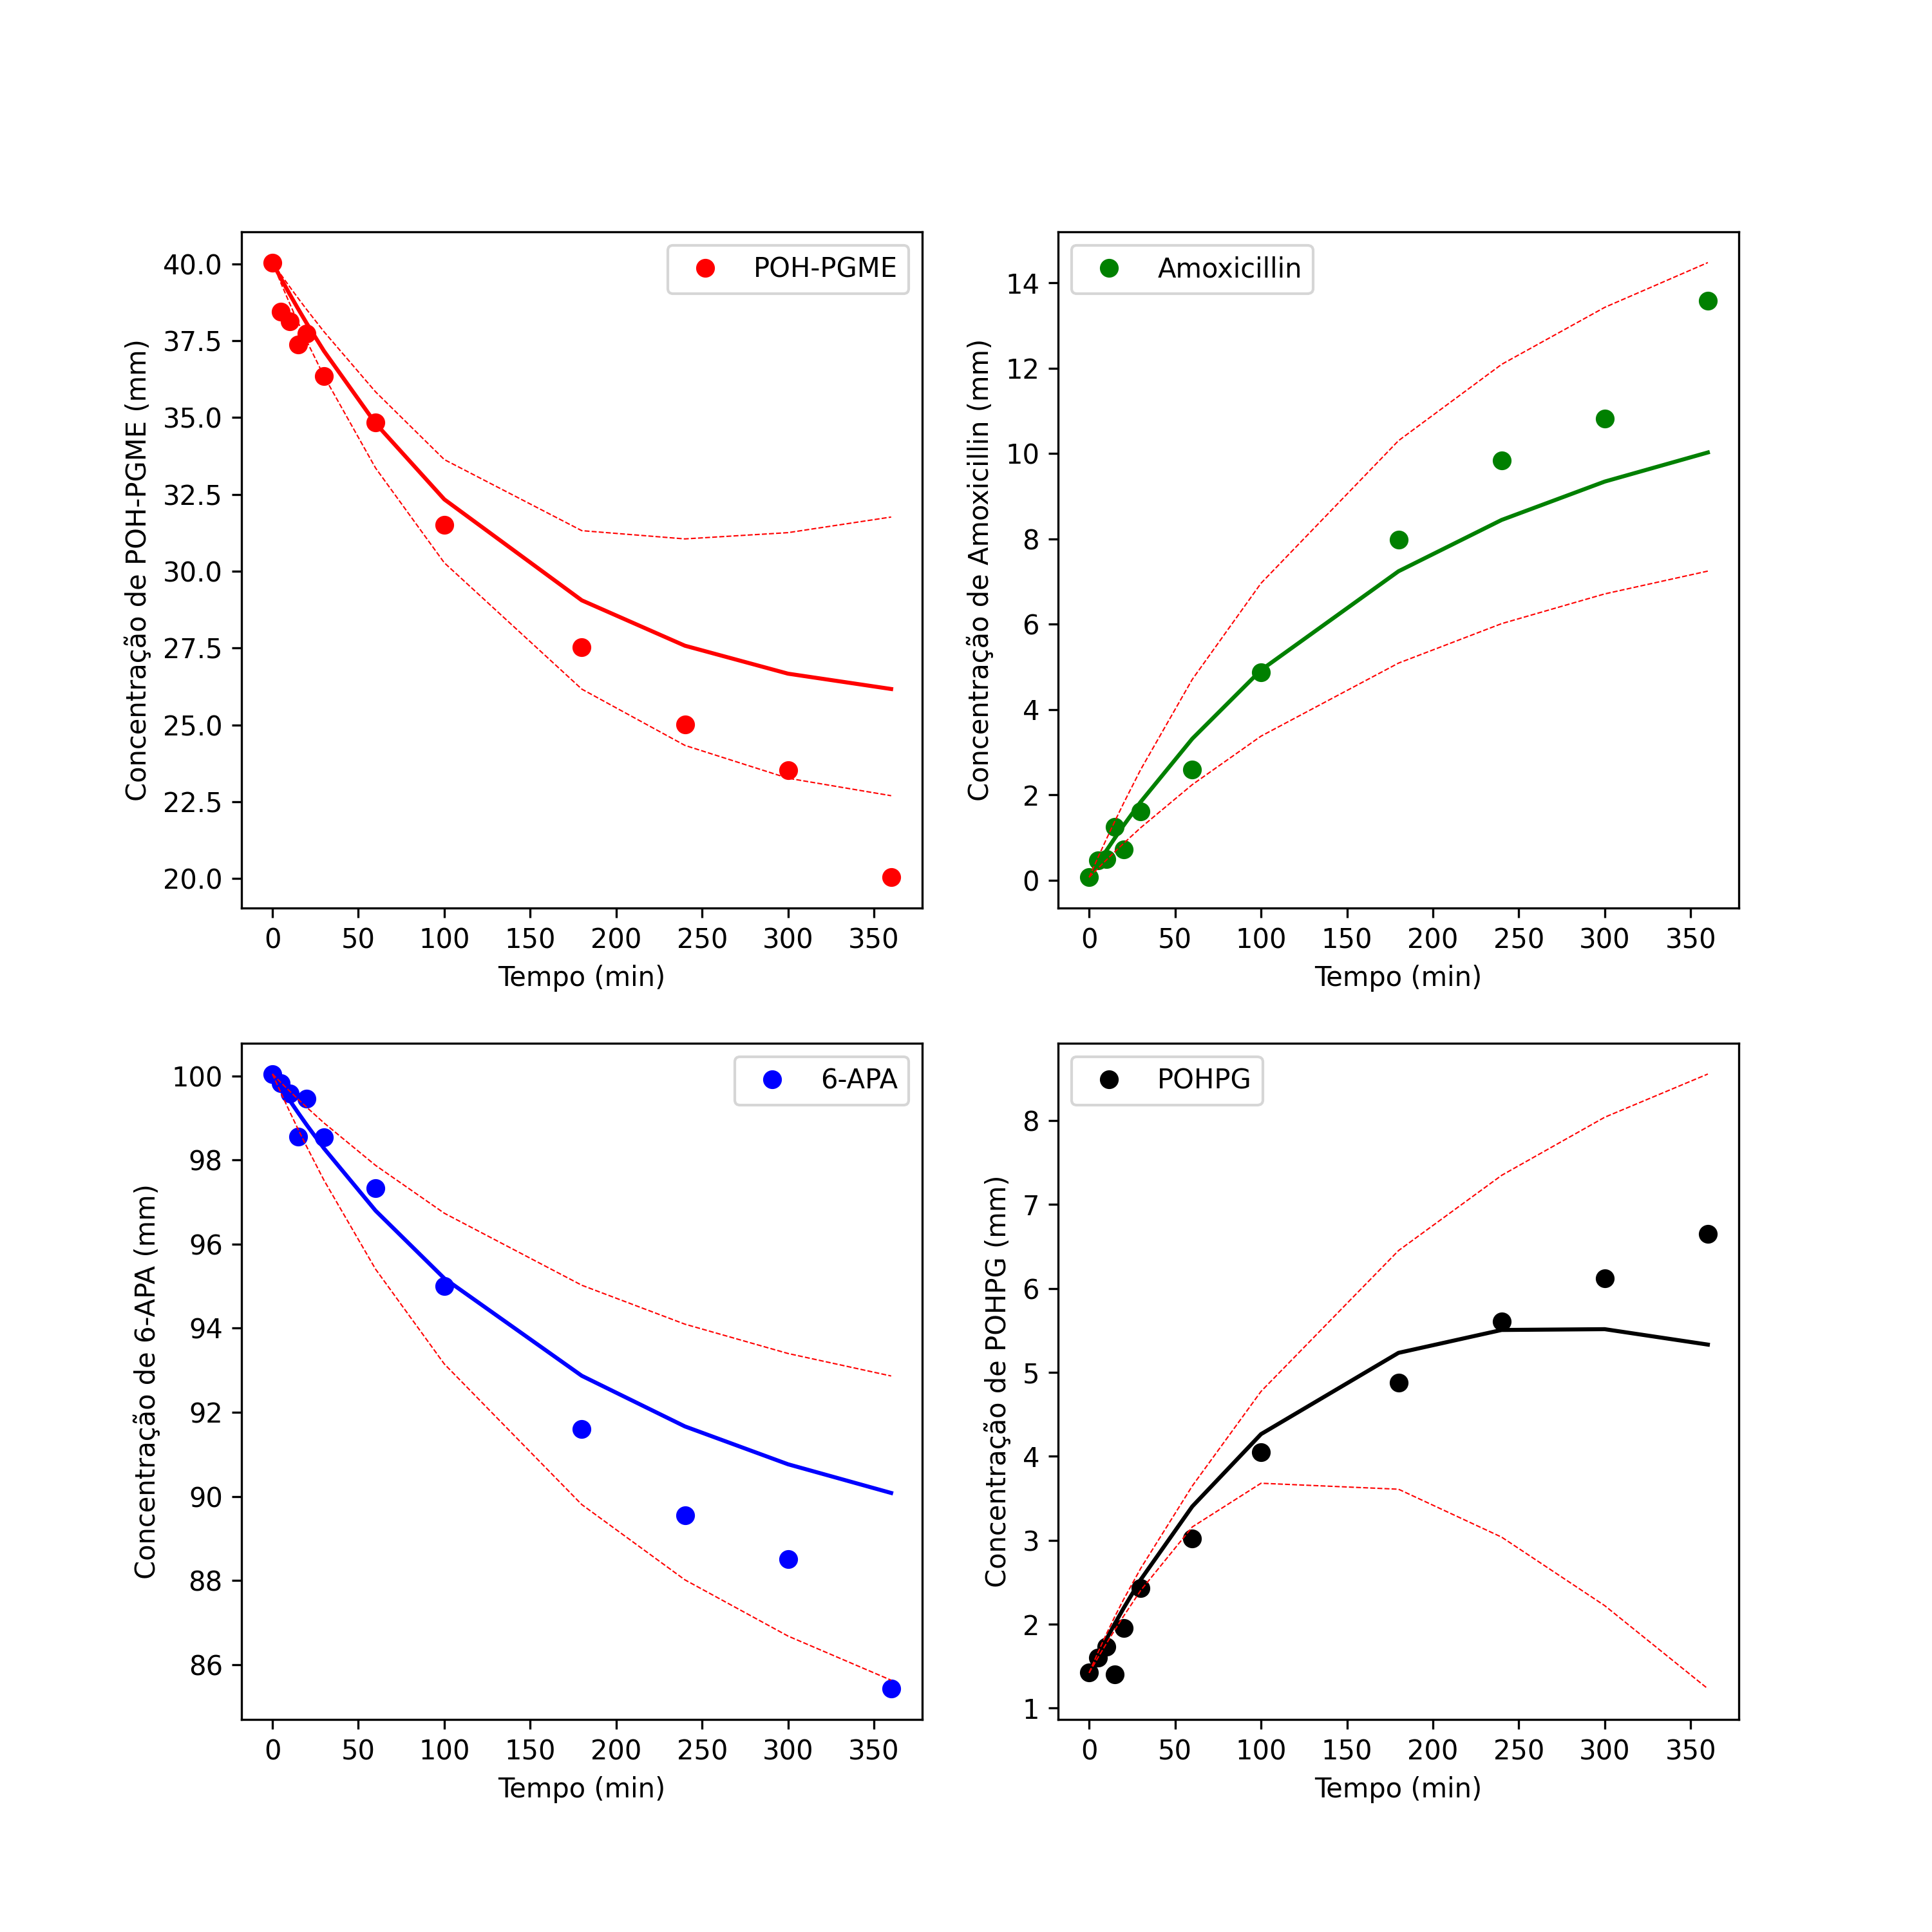 POH-PGME
Concentração de POH-PGME (mm)
40.0
37.5
35.0
32.5
30.0
27.5
25.0
22.5
20.0
0 50 100 150 200 250 300 350
Tempo (min)
Amoxicillin
Concentração de Amoxicillin (mm)
14
12
10
8
6
4
2
0
0 50 100 150 200 250 300 350
Tempo (min)
6-APA
Concentração de 6-APA (mm)
100
98
96
94
92
90
88
86
0 50 100 150 200 250 300 350
Tempo (min)
POHPG
Concentração de POHPG (mm)
8
7
6
5
4
3
2
1
0 50 100 150 200 250 300 350
Tempo (min)